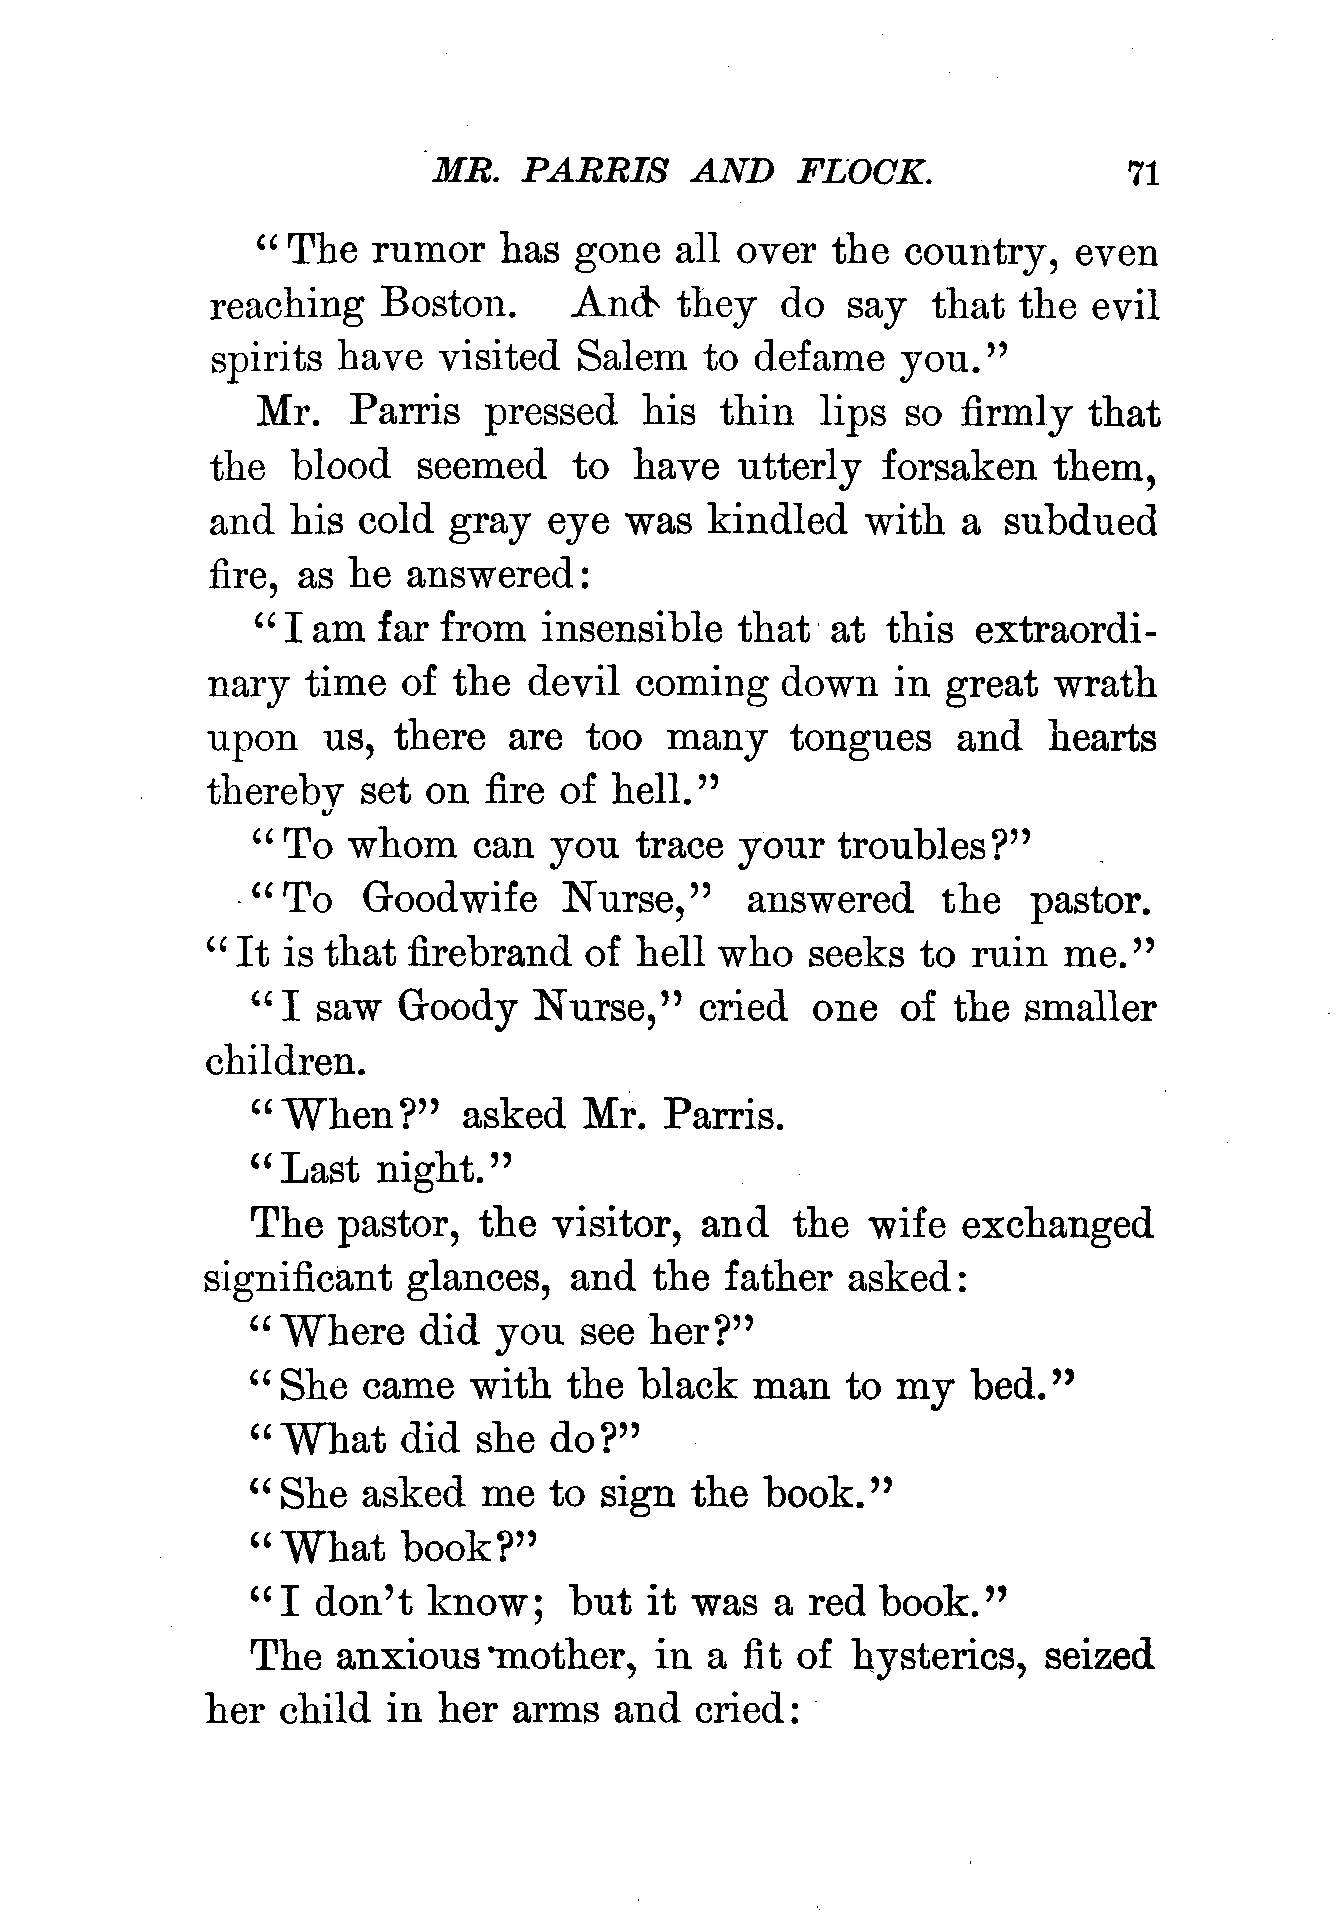 MR. PARRIS AND FLOCK. 71
"The rumor has gone all over the country, even
reaching Boston. And they do say that the evil
spirits have visited Salem to defame you."
Mr. Parris pressed his thin lips so firmly that
the blood seemed to have utterly forsaken them,
and his cold gray eye was kindled with a subdued
fire, as he answered:
"I am far from insensible that at this extraordi-
nary time of the devil coming down in great wrath
upon us, there are too many tongues and hearts
thereby set on fire of hell."
"To whom can you trace your troubles?"
"To Goodwife Nurse," answered the pastor.
"It is that firebrand of hell who seeks to ruin me."
"I saw Goody Nurse," cried one of the smaller
children.
"When?" asked Mr. Parris.
"Last night."
The pastor, the visitor, and the wife exchanged
significant glances, and the father asked:
"Where did you see her?"
"She came with the black man to my bed."
"What did she do?"
"She asked me to sign the book."
"What book?"
"I don't know; but it was a red book."
The anxious mother, in a fit of hysterics, seized
her child in her arms and cried: